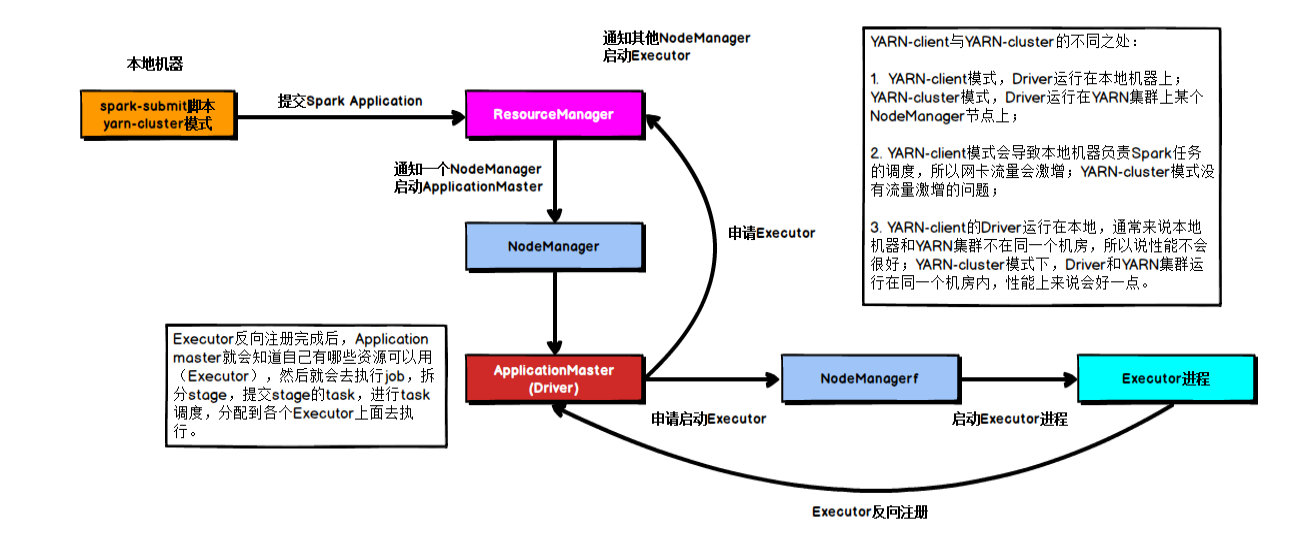 通知其他NodeManager
启动Executor
本地机器
spark-submit脚本
yarn-cluster模式
提交Spark Application
ResourceManager
通知一个NodeManager
启动ApplicationMaster
NodeManager
申请Executor
YARN-client与YARN-cluster的不同之处：
1. YARN-client模式，Driver运行在本地机器上；
YARN-cluster模式，Driver运行在YARN集群上某个
NodeManager节点上；
2. YARN-client模式会导致本地机器负责Spark任务
的调度，所以网卡流量会激增；YARN-cluster模式没
有流量激增的问题；
3. YARN-client的Driver运行在本地，通常来说本地
机器和YARN集群不在同一个机房，所以说性能不会
很好；YARN-cluster模式下，Driver和YARN集群运
行在同一个机房内，性能上来说会好一点。
Executor反向注册完成后，Application
master就会知道自己有哪些资源可以用
（Executor），然后就会去执行job，拆
分stage，提交stage的task，进行task
调度，分配到各个Executor上面去执
行。
ApplicationMaster
(Driver)
申请启动Executor
NodeManagerf
启动Executor进程
Executor进程
Executor反向注册